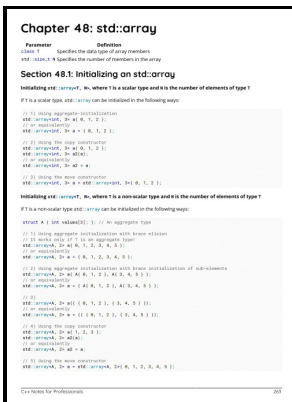 Chapter 48: std::array
Parameter Definition
class T Specifies the data type of array members
std::size_t N Specifies the number of members in the array
Section 48.1: Initializing an std::array
Initializing std::array<T, N>, where T is a scalar type and N is the number of elements of type T
If T is a scalar type, std::array can be initialized in the following ways:
// 1) Using aggregate-initialization
std::array<int, 3> a{ 0, 1, 2 };
// or equivalently
std::array<int, 3> a = { 0, 1, 2 };
// 2) Using the copy constructor
std::array<int, 3> a{ 0, 1, 2 };
std::array<int, 3> a2(a);
// or equivalently
std::array<int, 3> a2 = a;
// 3) Using the move constructor
std::array<int, 3> a = std::array<int, 3>{ 0, 1, 2 };
Initializing std::array<T, N>, where T is a non-scalar type and N is the number of elements of type T
If T is a non-scalar type std::array can be initialized in the following ways:
struct A { int values[3]; }; // An aggregate type
// 1) Using aggregate initialization with brace elision
// It works only if T is an aggregate type!
std::array<A, 2> a{ 0, 1, 2, 3, 4, 5 };
// or equivalently
std::array<A, 2> a = { 0, 1, 2, 3, 4, 5 };
// 2) Using aggregate initialization with brace initialization of sub-elements
std::array<A, 2> a{ A{ 0, 1, 2 }, A{ 3, 4, 5 } };
// or equivalently
std::array<A, 2> a = { A{ 0, 1, 2 }, A{ 3, 4, 5 } };
// 3)
std::array<A, 2> a{{ { 0, 1, 2 }, { 3, 4, 5 } }};
// or equivalently
std::array<A, 2> a = {{ { 0, 1, 2 }, { 3, 4, 5 } }};
// 4) Using the copy constructor
std::array<A, 2> a{ 1, 2, 3 };
std::array<A, 2> a2(a);
// or equivalently
std::array<A, 2> a2 = a;
// 5) Using the move constructor
std::array<A, 2> a = std::array<A, 2>{ 0, 1, 2, 3, 4, 5 };
C++ Notes for Professionals 263